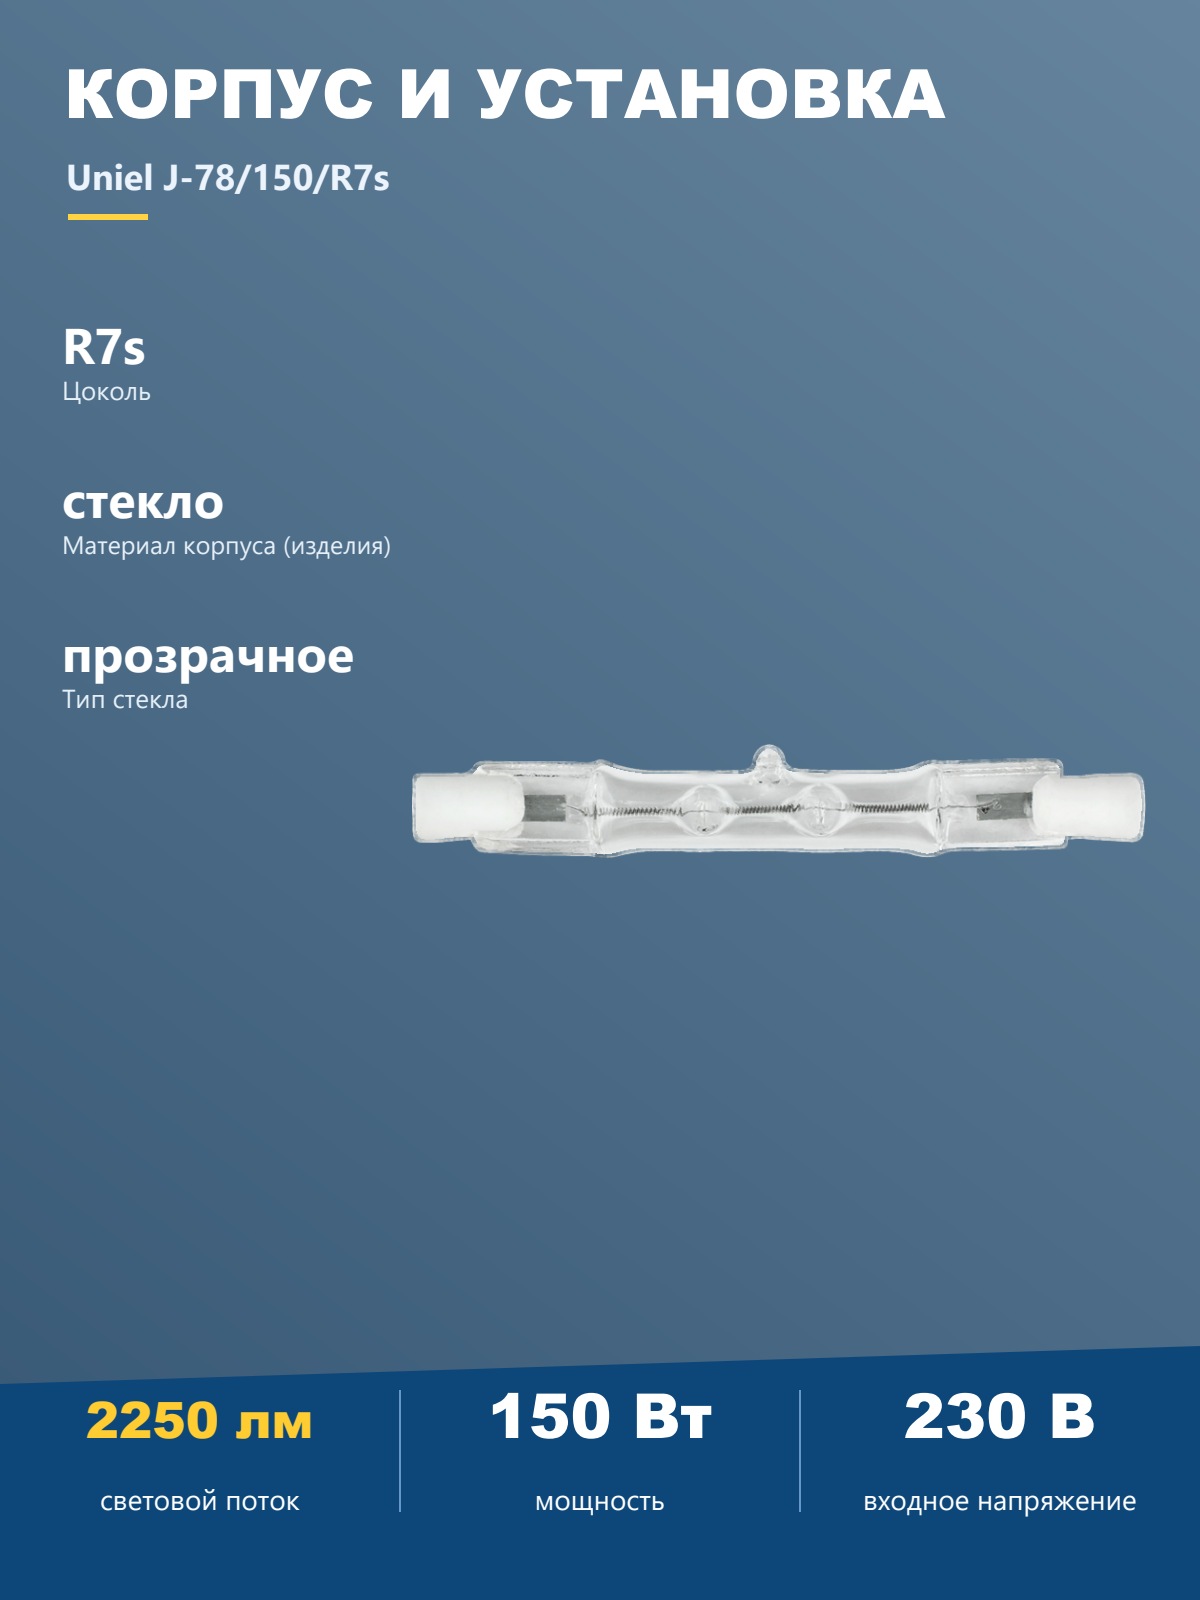 КОРПУС И УСТАНОВКА
Uniel J-78/150/R7s
R7s
Цоколь
стекло
Материал корпуса (изделия)
прозрачное
Тип стекла
2250 лм
150 Вт
230 В
световой поток
мощность
входное напряжение